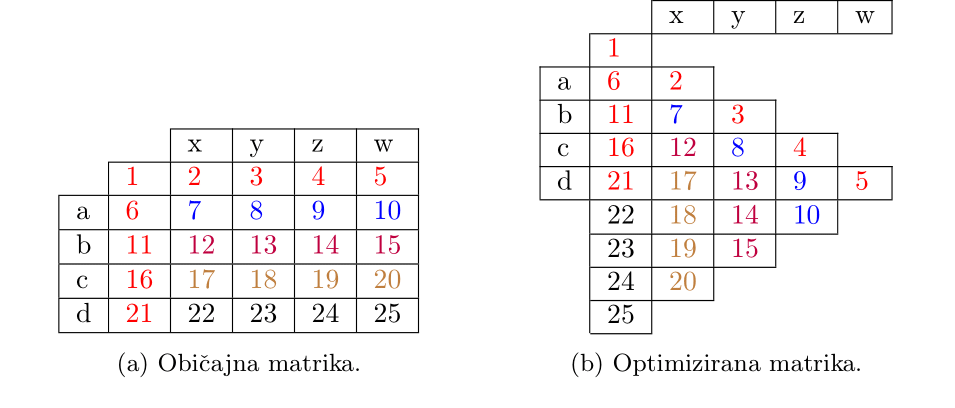 x y z w
1 2 3 4 5
a 6 7 8 9 10
b 11 12 13 14 15
c 16 17 18 19 20
d 21 22 23 24 25
(a) Običajna matrika.
x y z w
1
a 6 2
b 11 7 3
c 16 12 8 4
d 21 17 13 9 5
22 18 14 10
23 19 15
24 20
25
(b) Optimizirana matrika.